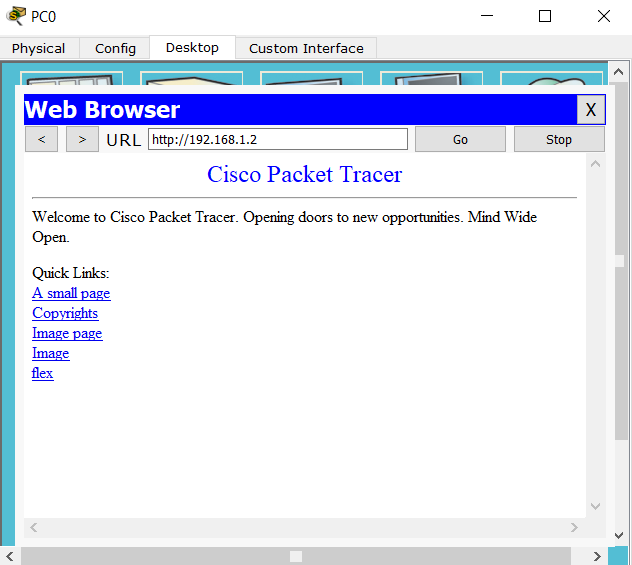 PC0
Physical Config Desktop Custom Interface
Web Browser X
< > URL http://192.168.1.2 Go Stop
Cisco Packet Tracer
Welcome to Cisco Packet Tracer. Opening doors to new opportunities. Mind Wide
Open.
Quick Links:
A small page
Copyrights
Image page
Image
flex